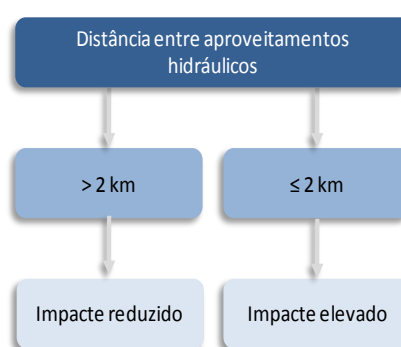 Distância entre aproveitamentos
hidráulicos
> 2 km
≤ 2 km
Impacte reduzido
Impacte elevado